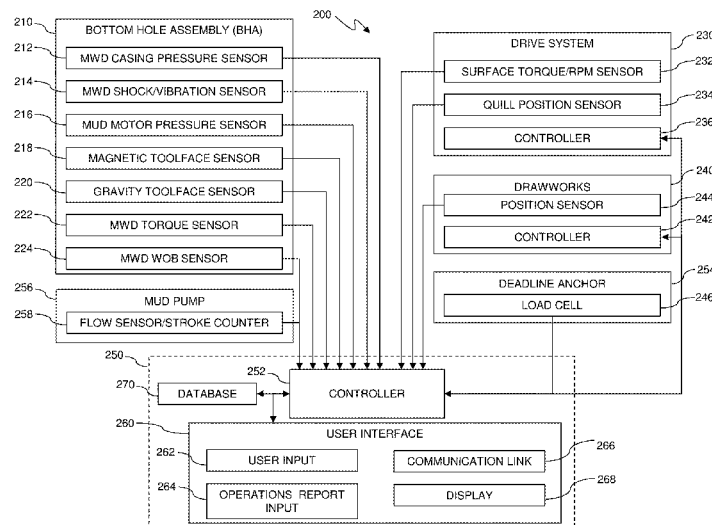 200
210
BOTTOM HOLE ASSEMBLY (BHA)
212
MWD CASING PRESSURE SENSOR
214
MWD SHOCK/VIBRATION SENSOR
216
MUD MOTOR PRESSURE SENSOR
218
MAGNETIC TOOLFACE SENSOR
220
GRAVITY TOOLFACE SENSOR
222
MWD TORQUE SENSOR
224
MWD WOB SENSOR
256
MUD PUMP
258
FLOW SENSOR/STROKE COUNTER
DRIVE SYSTEM
230
SURFACE TORQUE/RPM SENSOR
232
QUILL POSITION SENSOR
234
CONTROLLER
236
DRAWWORKS
240
POSITION SENSOR
244
CONTROLLER
242
DEADLINE ANCHOR
254
LOAD CELL
246
250
252
CONTROLLER
270
DATABASE
260
USER INTERFACE
262
USER INPUT
COMMUNICATION LINK
266
264
OPERATIONS REPORT
INPUT
DISPLAY
268